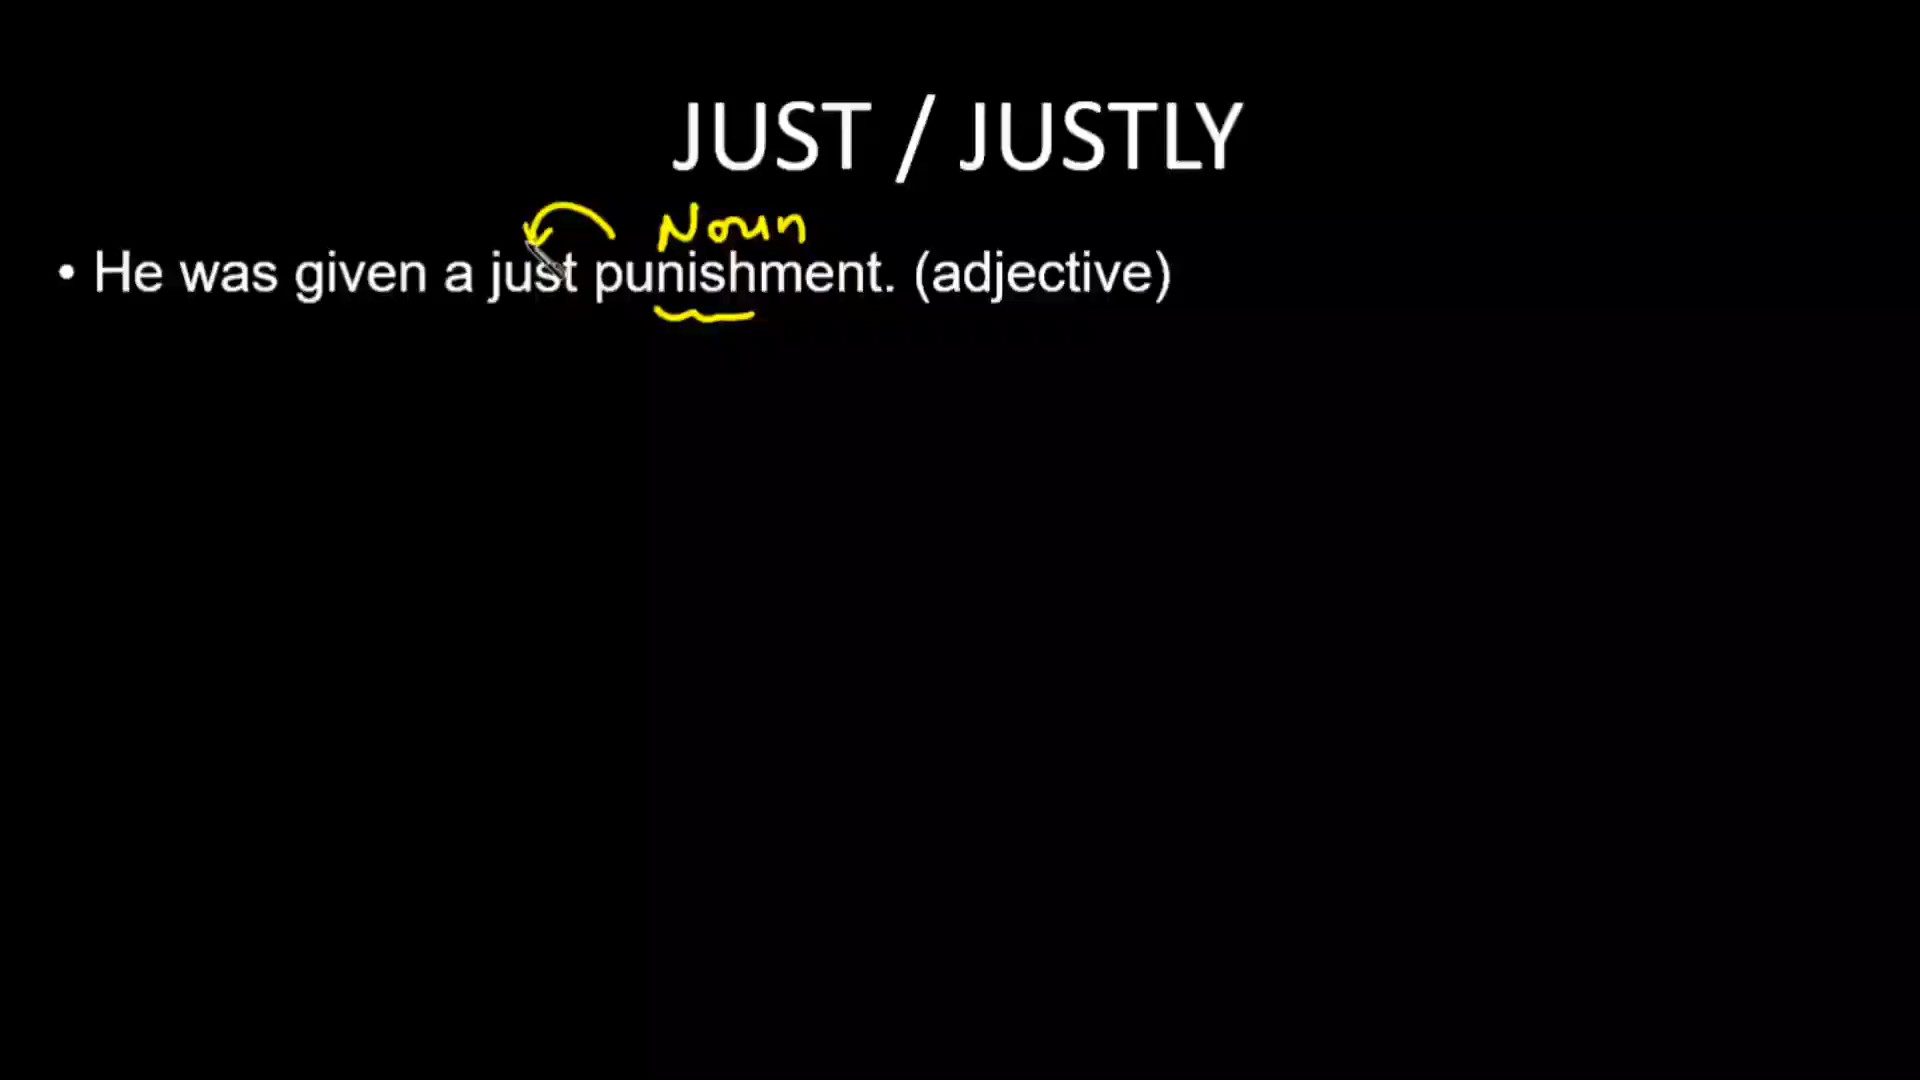 JUST / JUSTLY
Noun
• He was given a just punishment. (adjective)